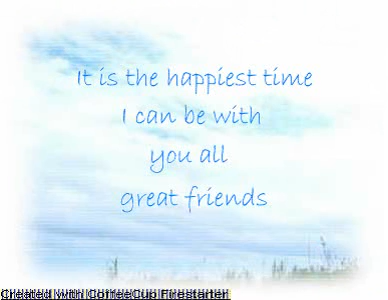 It is the happiest time
I can be with
you all
great friends
Created with CoffeeCup Firestarter